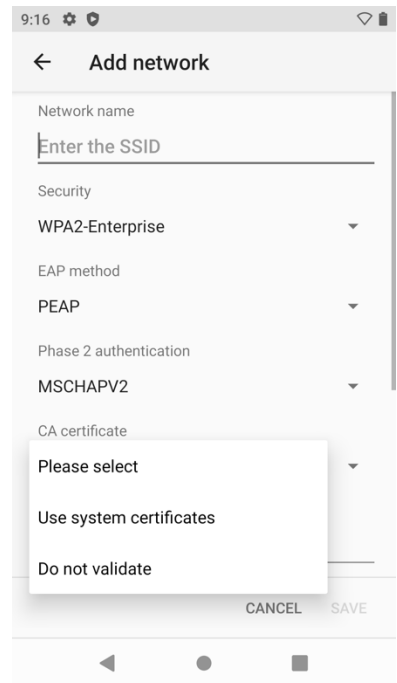 9:16
Add network
Network name
Enter the SSID
Security
WPA2-Enterprise
EAP method
PEAP
Phase 2 authentication
MSCHAPV2
CA certificate
Please select
Use system certificates
Do not validate
CANCEL SAVE